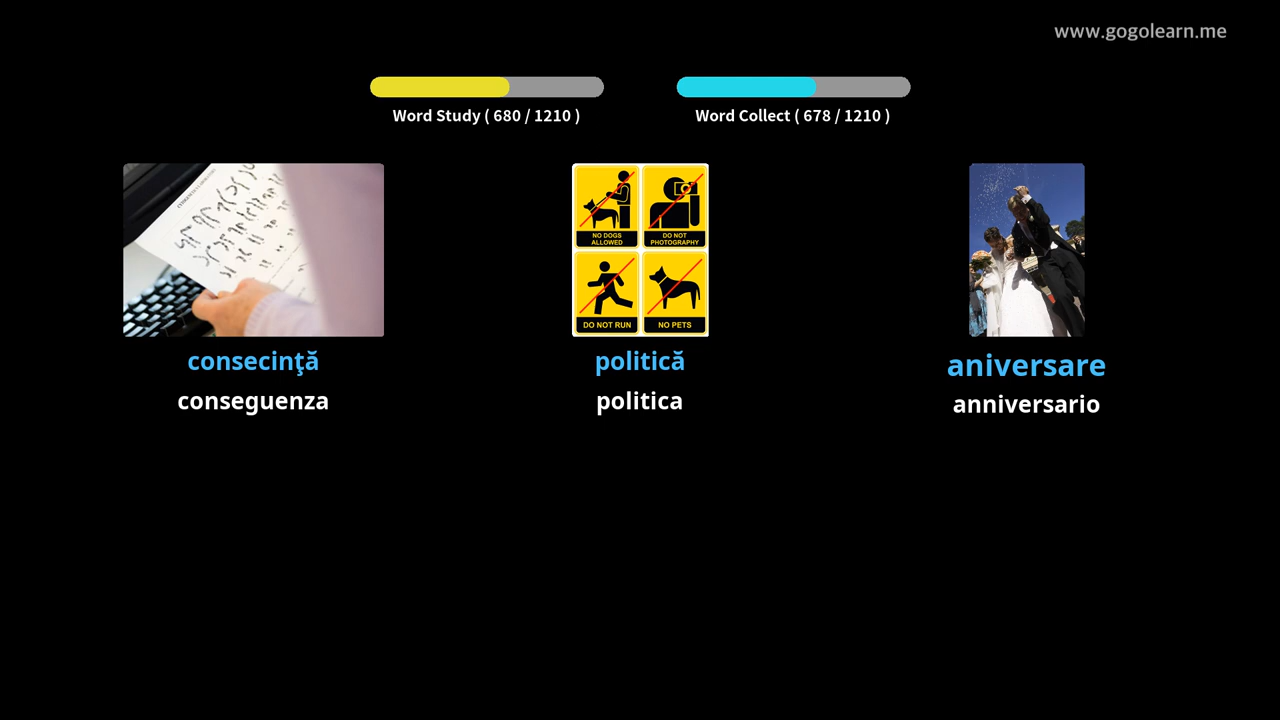 www.gogolearn.me
Word Study ( 680 / 1210 )
Word Collect ( 678 / 1210 )
NO DOGS
ALLOWED
DO NOT
PHOTOGRAPHY
DO NOT RUN
NO PETS
consecinţă
politică
aniversare
conseguenza
politica
anniversario